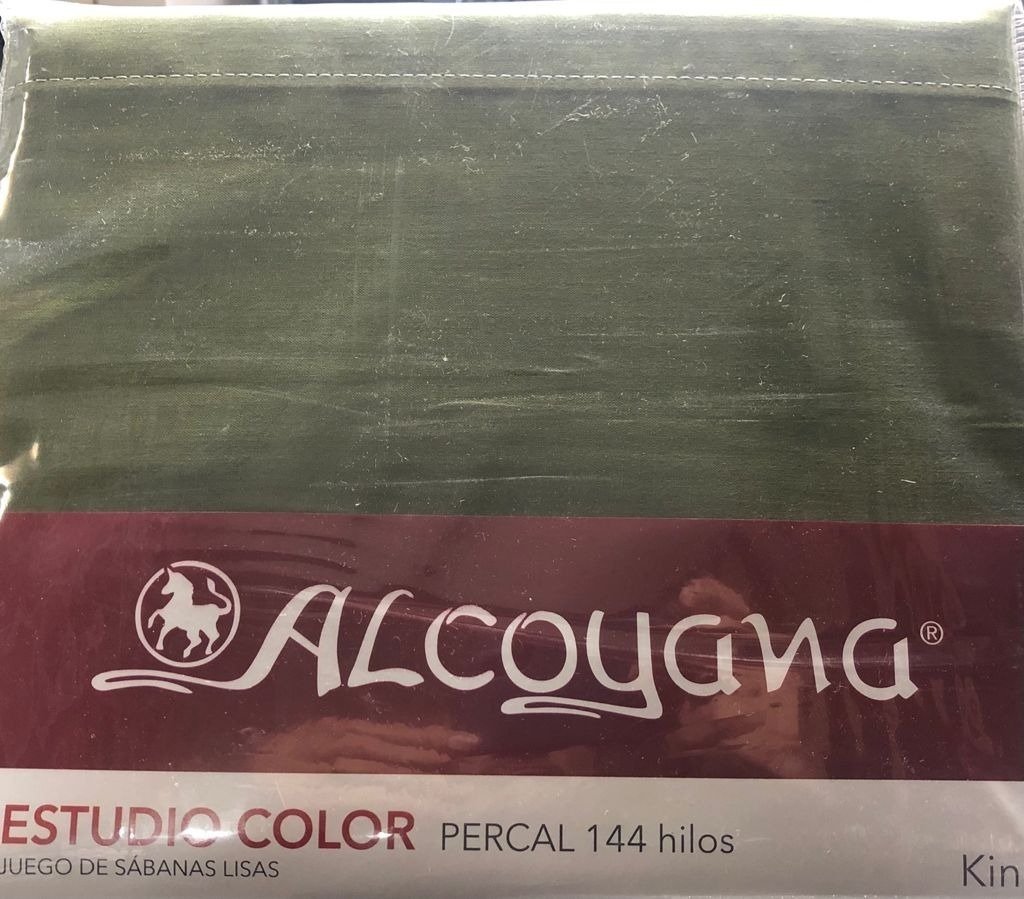 ALCOYANA®
ESTUDIO COLOR PERCAL 144 hilos
JUEGO DE SÁBANAS LISAS
Kin